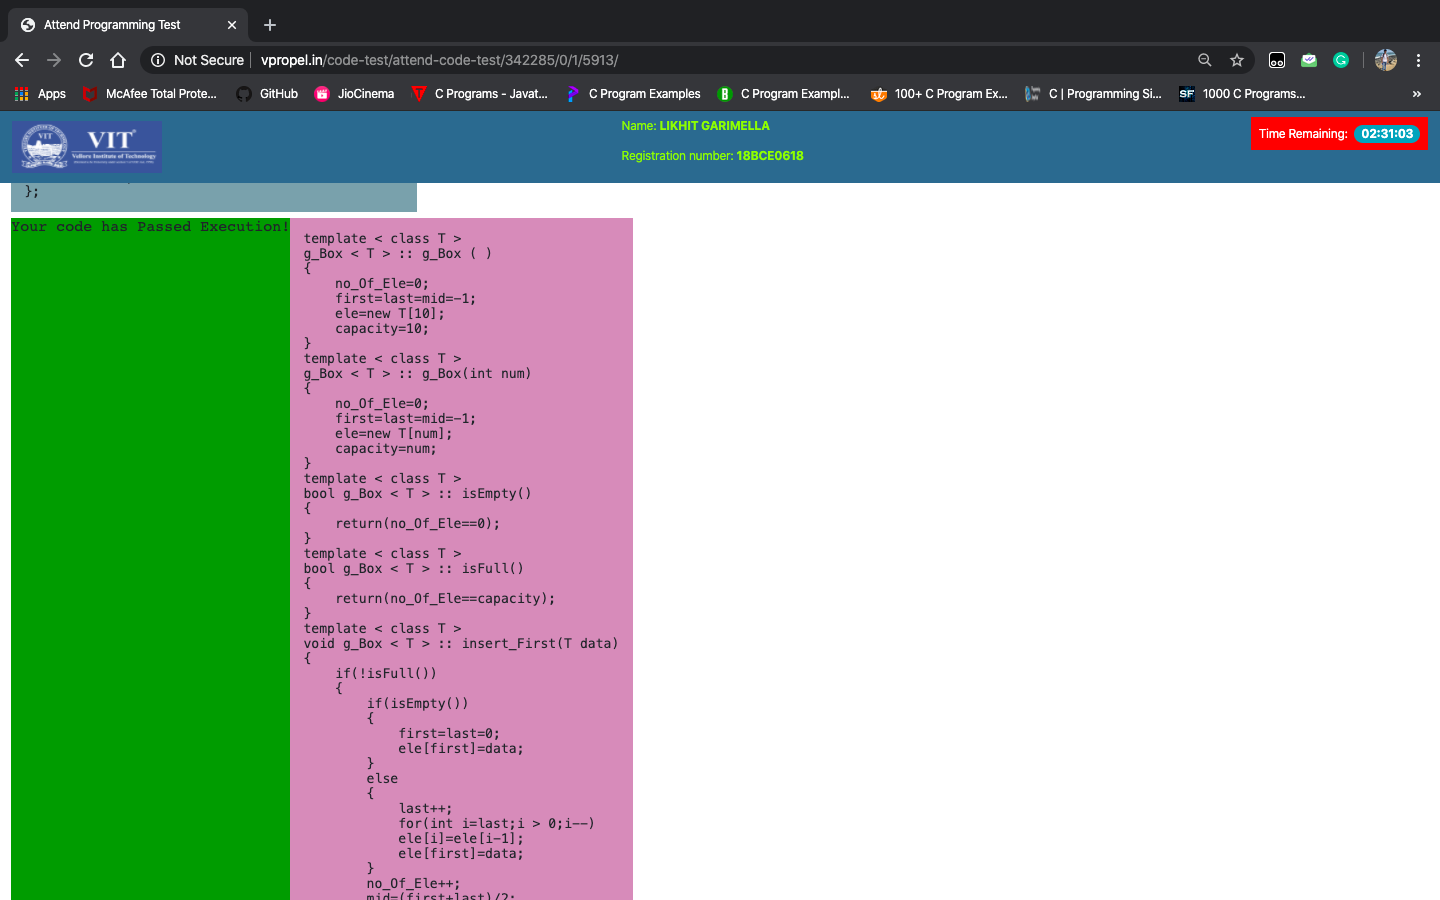 Attend Programming Test
Not Secure
vpropel.in/code-test/attend-code-test/342285/0/1/5913/
Apps
McAfee Total Prote...
GitHub
JioCinema
C Programs - Javat...
C Program Examples
C Program Exampl...
100+ C Program Ex...
C | Programming Si...
SF
1000 C Programs...
»
VIT
VIT
Vellore Institute of Technology
Name: LIKHIT GARIMELLA
Registration number: 18BCE0618
Time Remaining: 02:31:03
};
Your code has Passed Execution!
template < class T >
g_Box < T > :: g_Box ( )
{
    no_Of_Ele=0;
    first=last=mid=-1;
    ele=new T[10];
    capacity=10;
}
template < class T >
g_Box < T > :: g_Box(int num)
{
    no_Of_Ele=0;
    first=last=mid=-1;
    ele=new T[num];
    capacity=num;
}
template < class T >
bool g_Box < T > :: isEmpty()
{
    return(no_Of_Ele==0);
}
template < class T >
bool g_Box < T > :: isFull()
{
    return(no_Of_Ele==capacity);
}
template < class T >
void g_Box < T > :: insert_First(T data)
{
    if(!isFull())
    {
        if(isEmpty())
        {
            first=last=0;
            ele[first]=data;
        }
        else
        {
            last++;
            for(int i=last;i > 0;i--)
            ele[i]=ele[i-1];
            ele[first]=data;
        }
        no_Of_Ele++;
        mid=(first+last)/2;